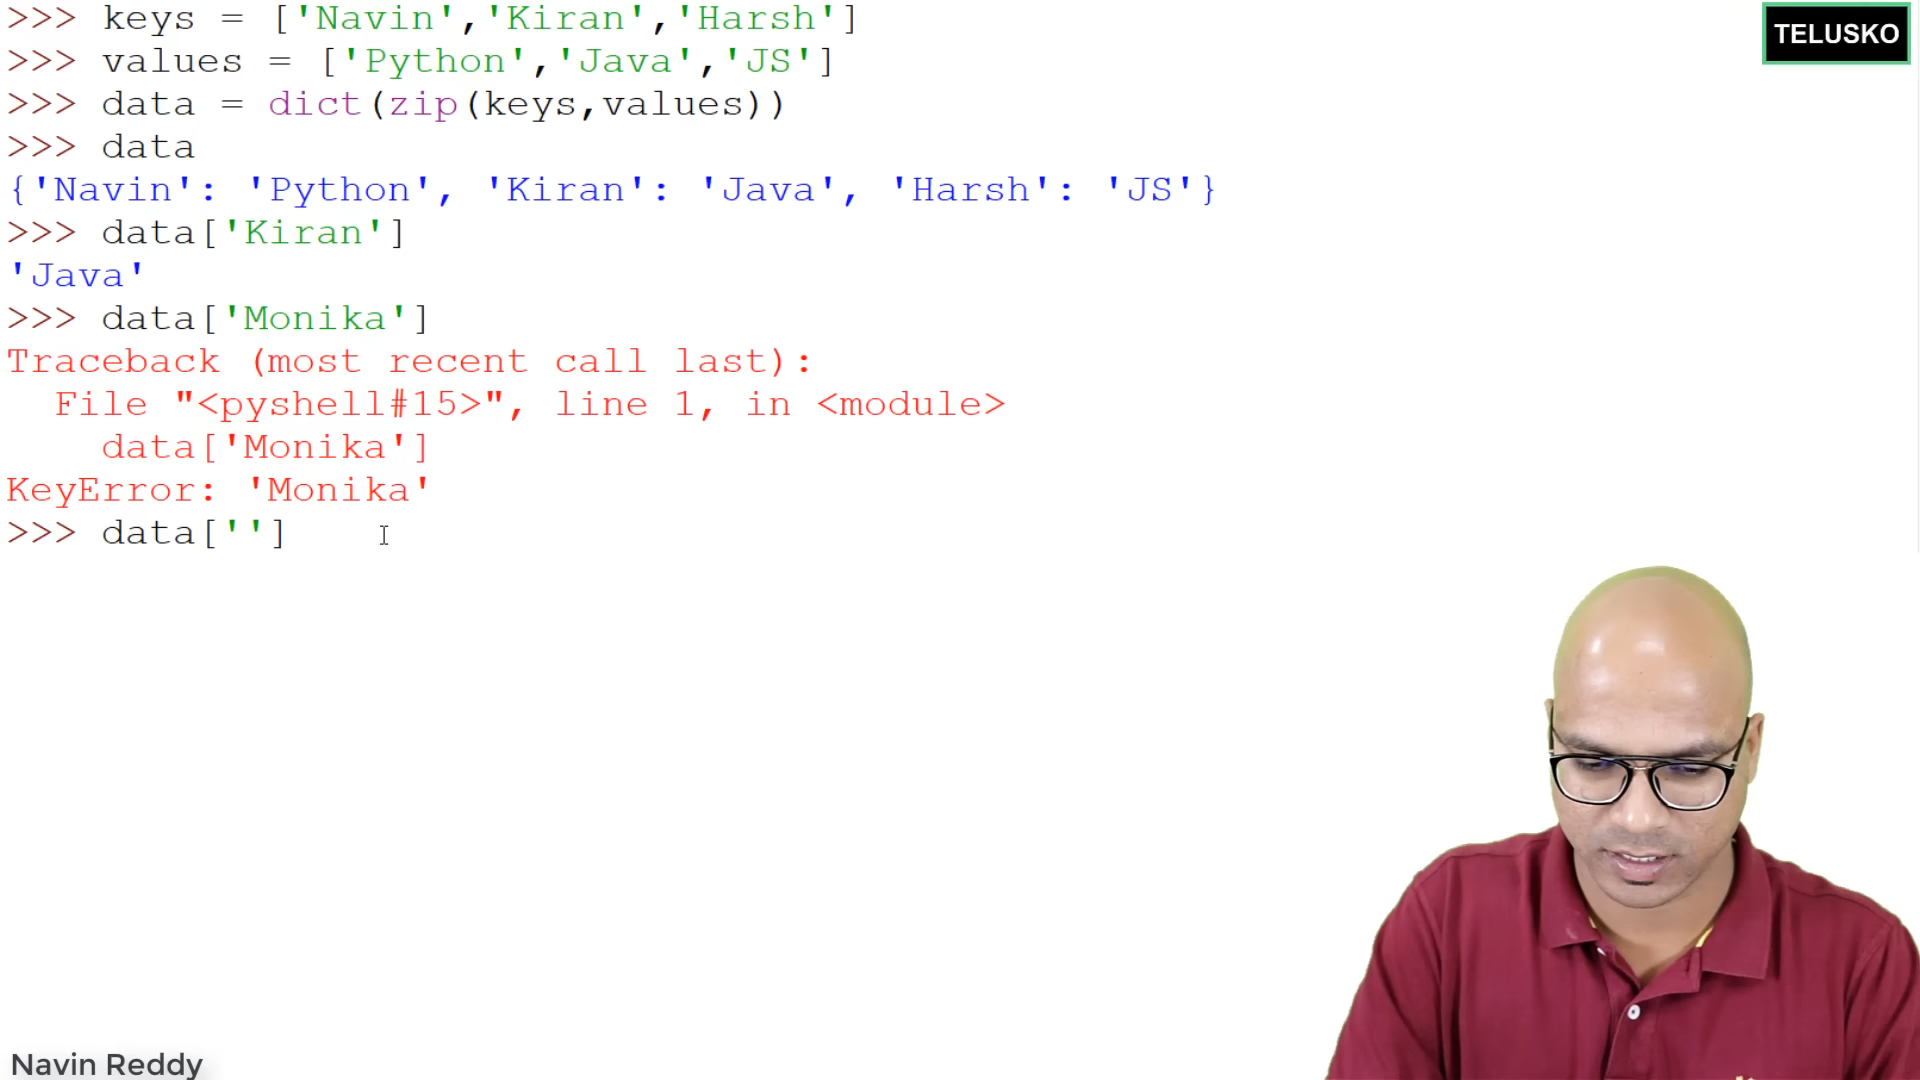 >>> keys = ['Navin','Kiran','Harsh']
>>> values = ['Python','Java','JS']
>>> data = dict(zip(keys,values))
>>> data
{'Navin': 'Python', 'Kiran': 'Java', 'Harsh': 'JS'}
>>> data['Kiran']
'Java'
>>> data['Monika']
Traceback (most recent call last):
  File "<pyshell#15>", line 1, in <module>
    data['Monika']
KeyError: 'Monika'
>>> data['']
TELUSKO
Navin Reddy